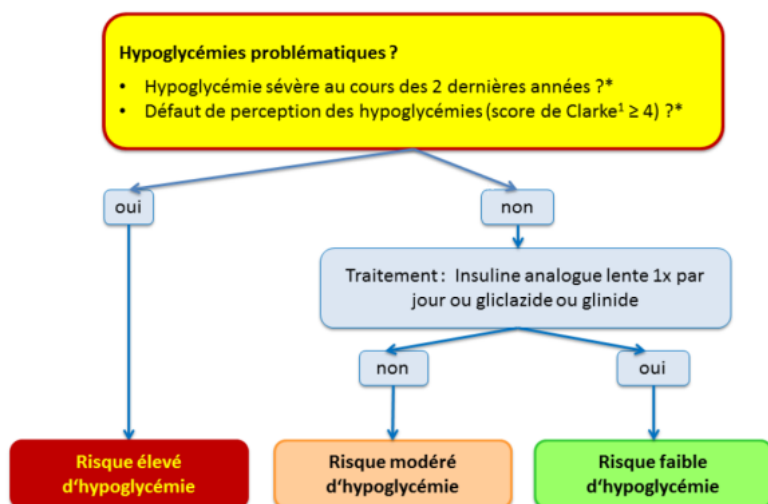 Hypoglycémies problématiques ?
• Hypoglycémie sévère au cours des 2 dernières années ?*
• Défaut de perception des hypoglycémies (score de Clarke¹ ≥ 4) ?*
oui
non
Traitement : Insuline analogue lente 1x par
jour ou gliclazide ou glinide
non
oui
Risque élevé
d‘hypoglycémie
Risque modéré
d‘hypoglycémie
Risque faible
d‘hypoglycémie